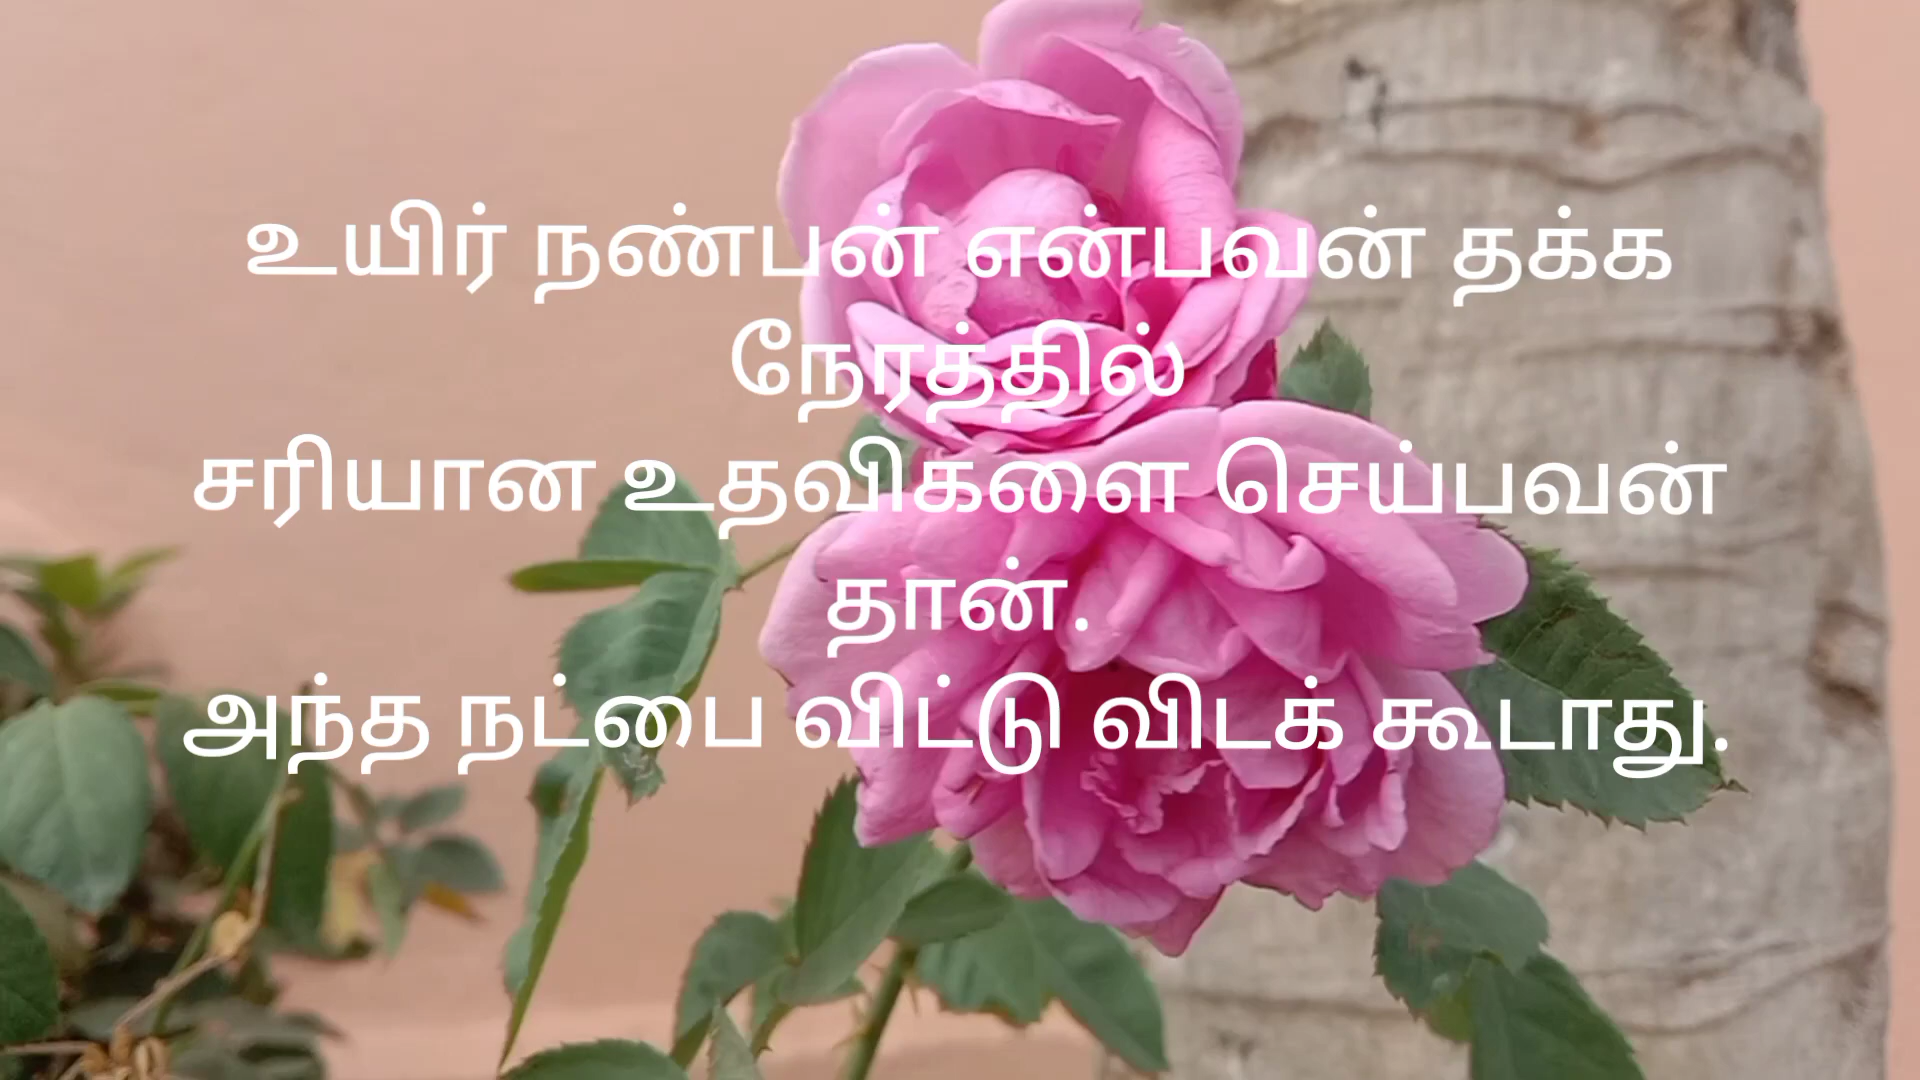 உயிர் நண்பன் என்பவன் தக்க
நேரத்தில்
சரியான உதவிகளை செய்பவன்
தான்.
அந்த நட்பை விட்டு விடக் கூடாது.